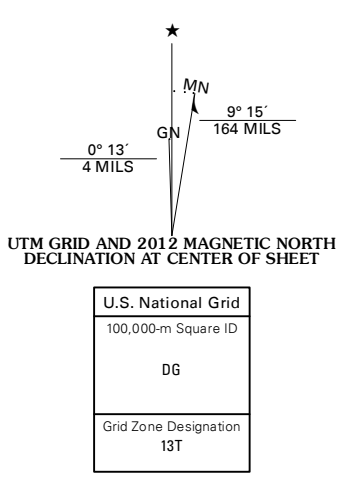 ★
MN
9° 15´
164 MILS
GN
0° 13´
4 MILS
UTM GRID AND 2012 MAGNETIC NORTH
DECLINATION AT CENTER OF SHEET
U.S. National Grid
100,000-m Square ID
DG
Grid Zone Designation
13T